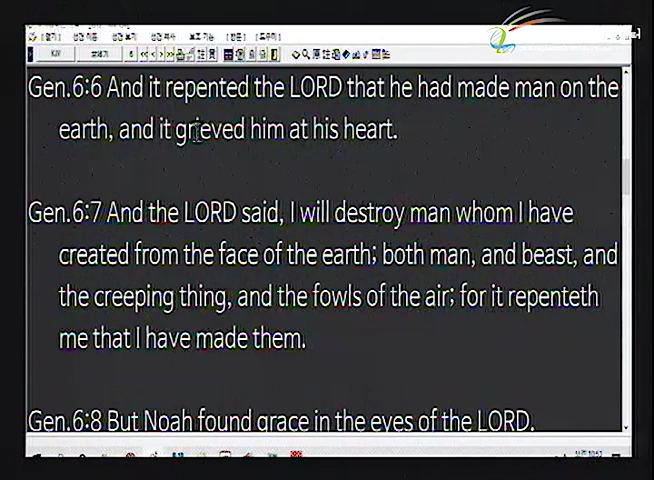 KJV
6
Gen.6:6 And it repented the LORD that he had made man on the
earth, and it grieved him at his heart.
Gen.6:7 And the LORD said, I will destroy man whom I have
created from the face of the earth; both man, and beast, and
the creeping thing, and the fowls of the air; for it repenteth
me that I have made them.
Gen.6:8 But Noah found grace in the eyes of the LORD.